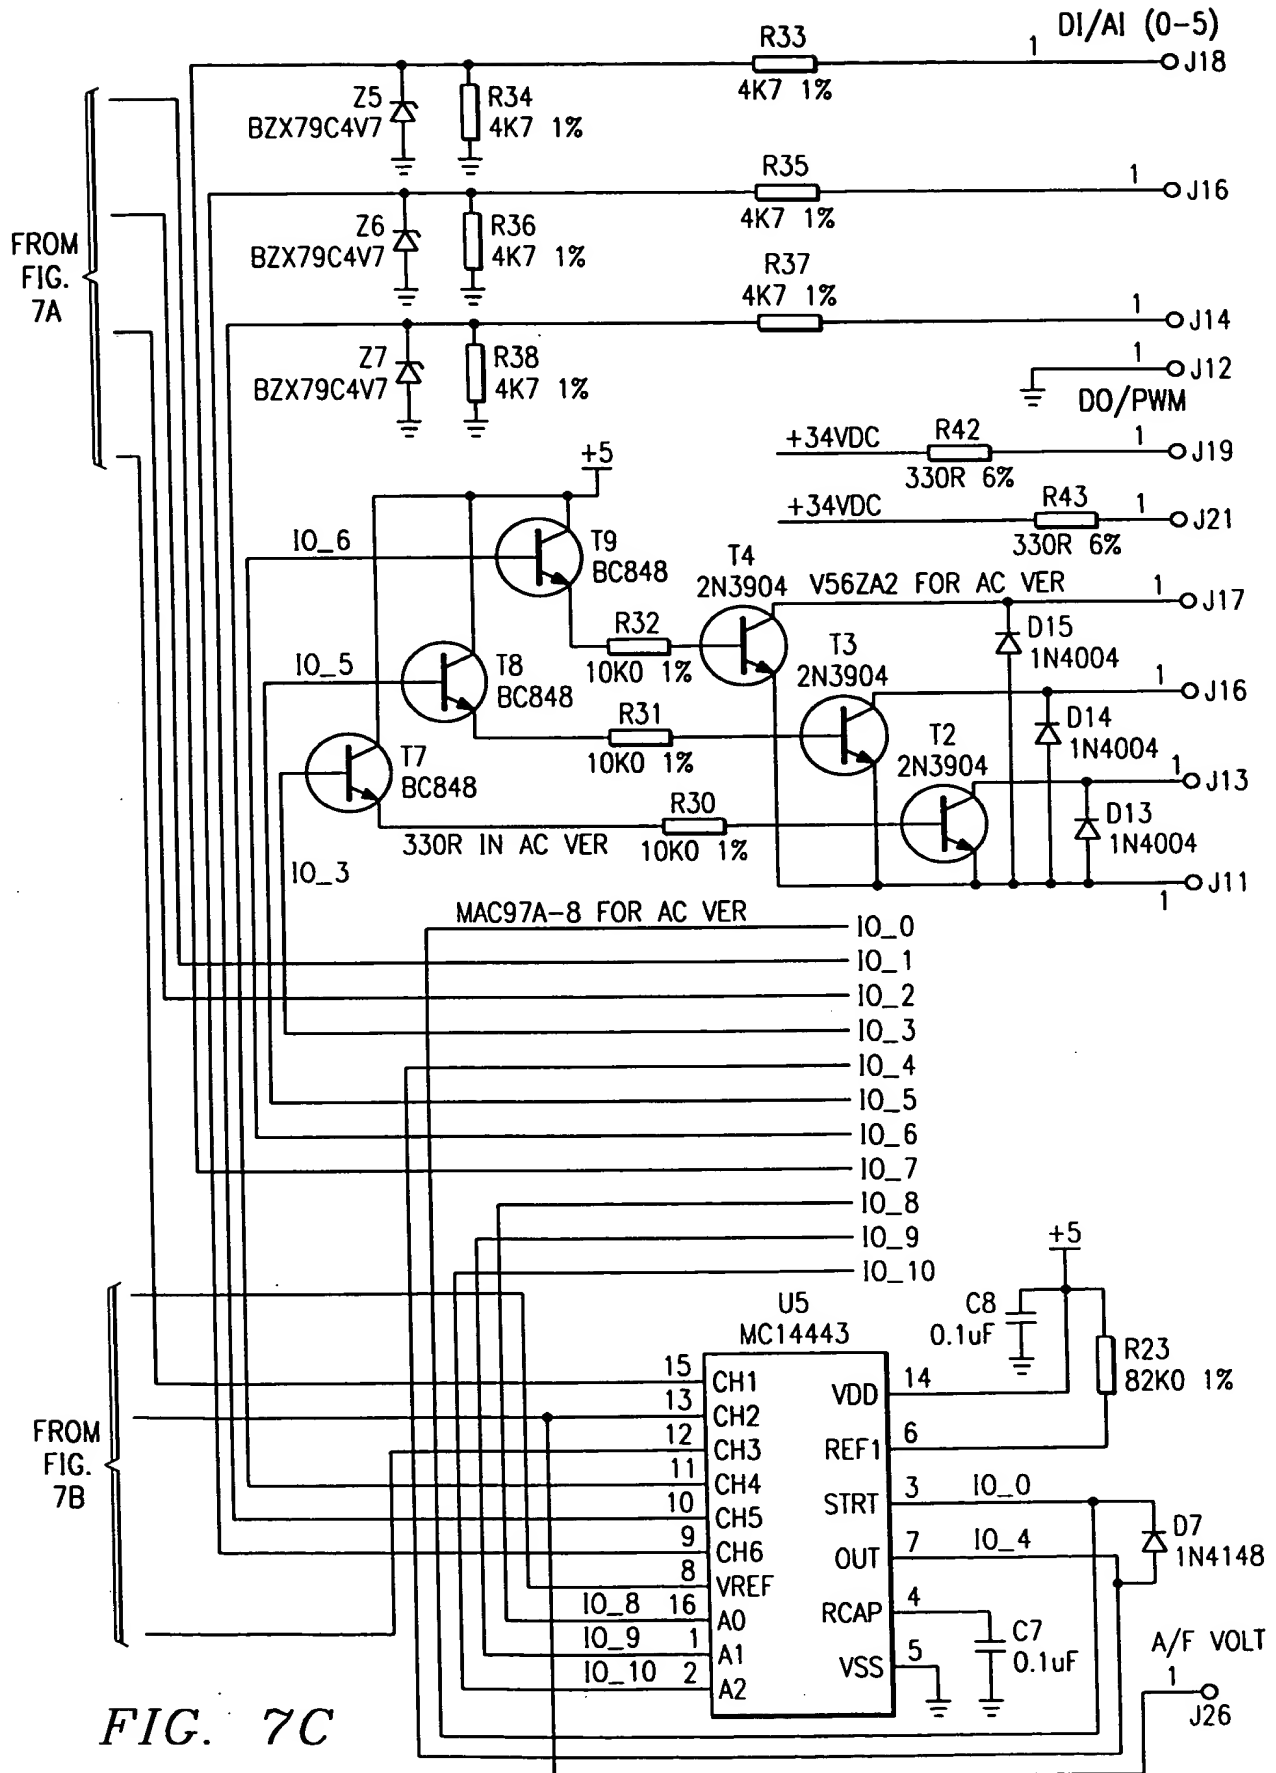 DI/AI (0-5)
R33
4K7 1%
1
J18
Z5
BZX79C4V7
R34
4K7 1%
R35
4K7 1%
1
J16
FROM
FIG.
7A
Z6
BZX79C4V7
R36
4K7 1%
R37
4K7 1%
1
J14
Z7
BZX79C4V7
R38
4K7 1%
1
J12
DO/PWM
+34VDC
R42
330R 6%
1
J19
+5
+34VDC
R43
330R 6%
1
J21
IO_6
T9
BC848
T4
2N3904
V56ZA2 FOR AC VER
1
J17
R32
10K0 1%
D15
1N4004
IO_5
T8
BC848
T3
2N3904
1
J16
R31
10K0 1%
D14
1N4004
T7
BC848
T2
2N3904
1
J13
R30
10K0 1%
330R IN AC VER
D13
1N4004
IO_3
1
J11
MAC97A-8 FOR AC VER
IO_0
IO_1
IO_2
IO_3
IO_4
IO_5
IO_6
IO_7
IO_8
IO_9
IO_10
+5
C8
0.1uF
R23
82K0 1%
U5
MC14443
FROM
FIG.
7B
15 CH1
13 CH2
12 CH3
11 CH4
10 CH5
9 CH6
8 VREF
IO_8 16 A0
IO_9 1 A1
IO_10 2 A2
VDD 14
REF1 6
STRT 3 IO_0
OUT 7 IO_4
RCAP 4
VSS 5
D7
1N4148
C7
0.1uF
A/F VOLT
1
J26
FIG. 7C